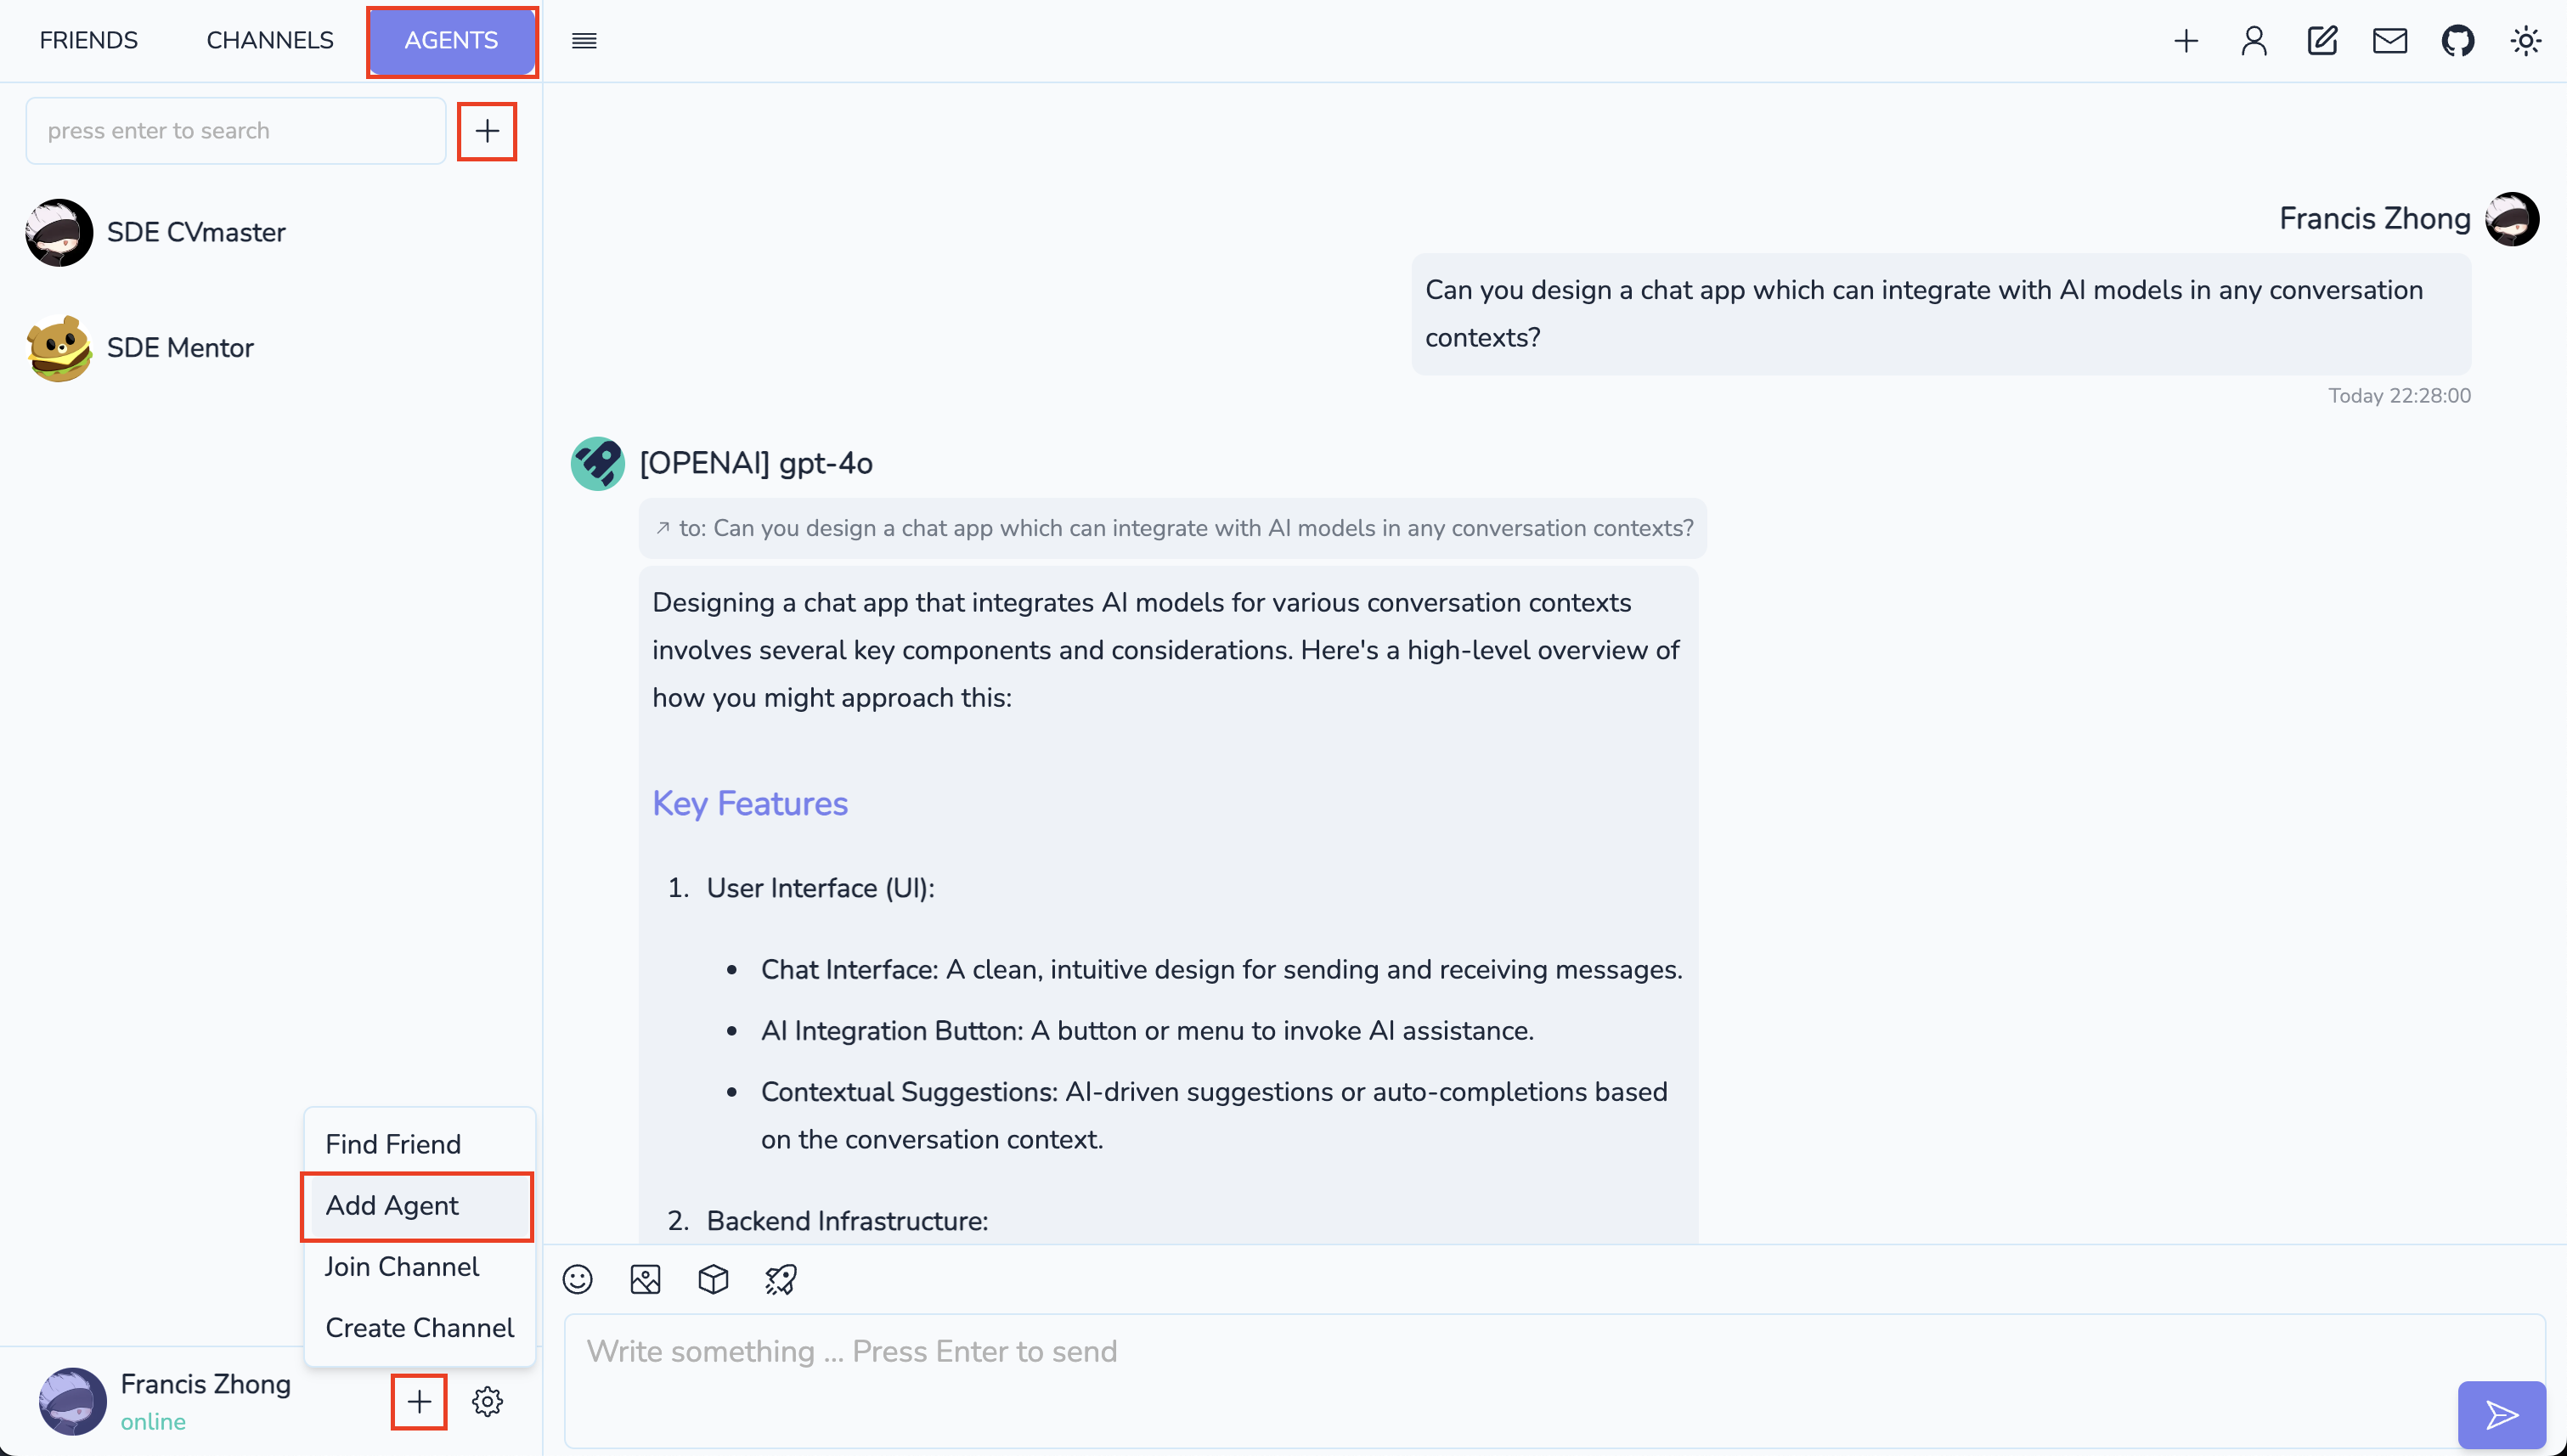 FRIENDS CHANNELS AGENTS
press enter to search
SDE CVmaster
SDE Mentor
Find Friend
Add Agent
Join Channel
Create Channel
Francis Zhong
online
Francis Zhong
Can you design a chat app which can integrate with AI models in any conversation
contexts?
Today 22:28:00
[OPENAI] gpt-4o
to: Can you design a chat app which can integrate with AI models in any conversation contexts?
Designing a chat app that integrates AI models for various conversation contexts
involves several key components and considerations. Here's a high-level overview of
how you might approach this:
Key Features
1. User Interface (UI):
• Chat Interface: A clean, intuitive design for sending and receiving messages.
• AI Integration Button: A button or menu to invoke AI assistance.
• Contextual Suggestions: AI-driven suggestions or auto-completions based
on the conversation context.
2. Backend Infrastructure:
Write something ... Press Enter to send